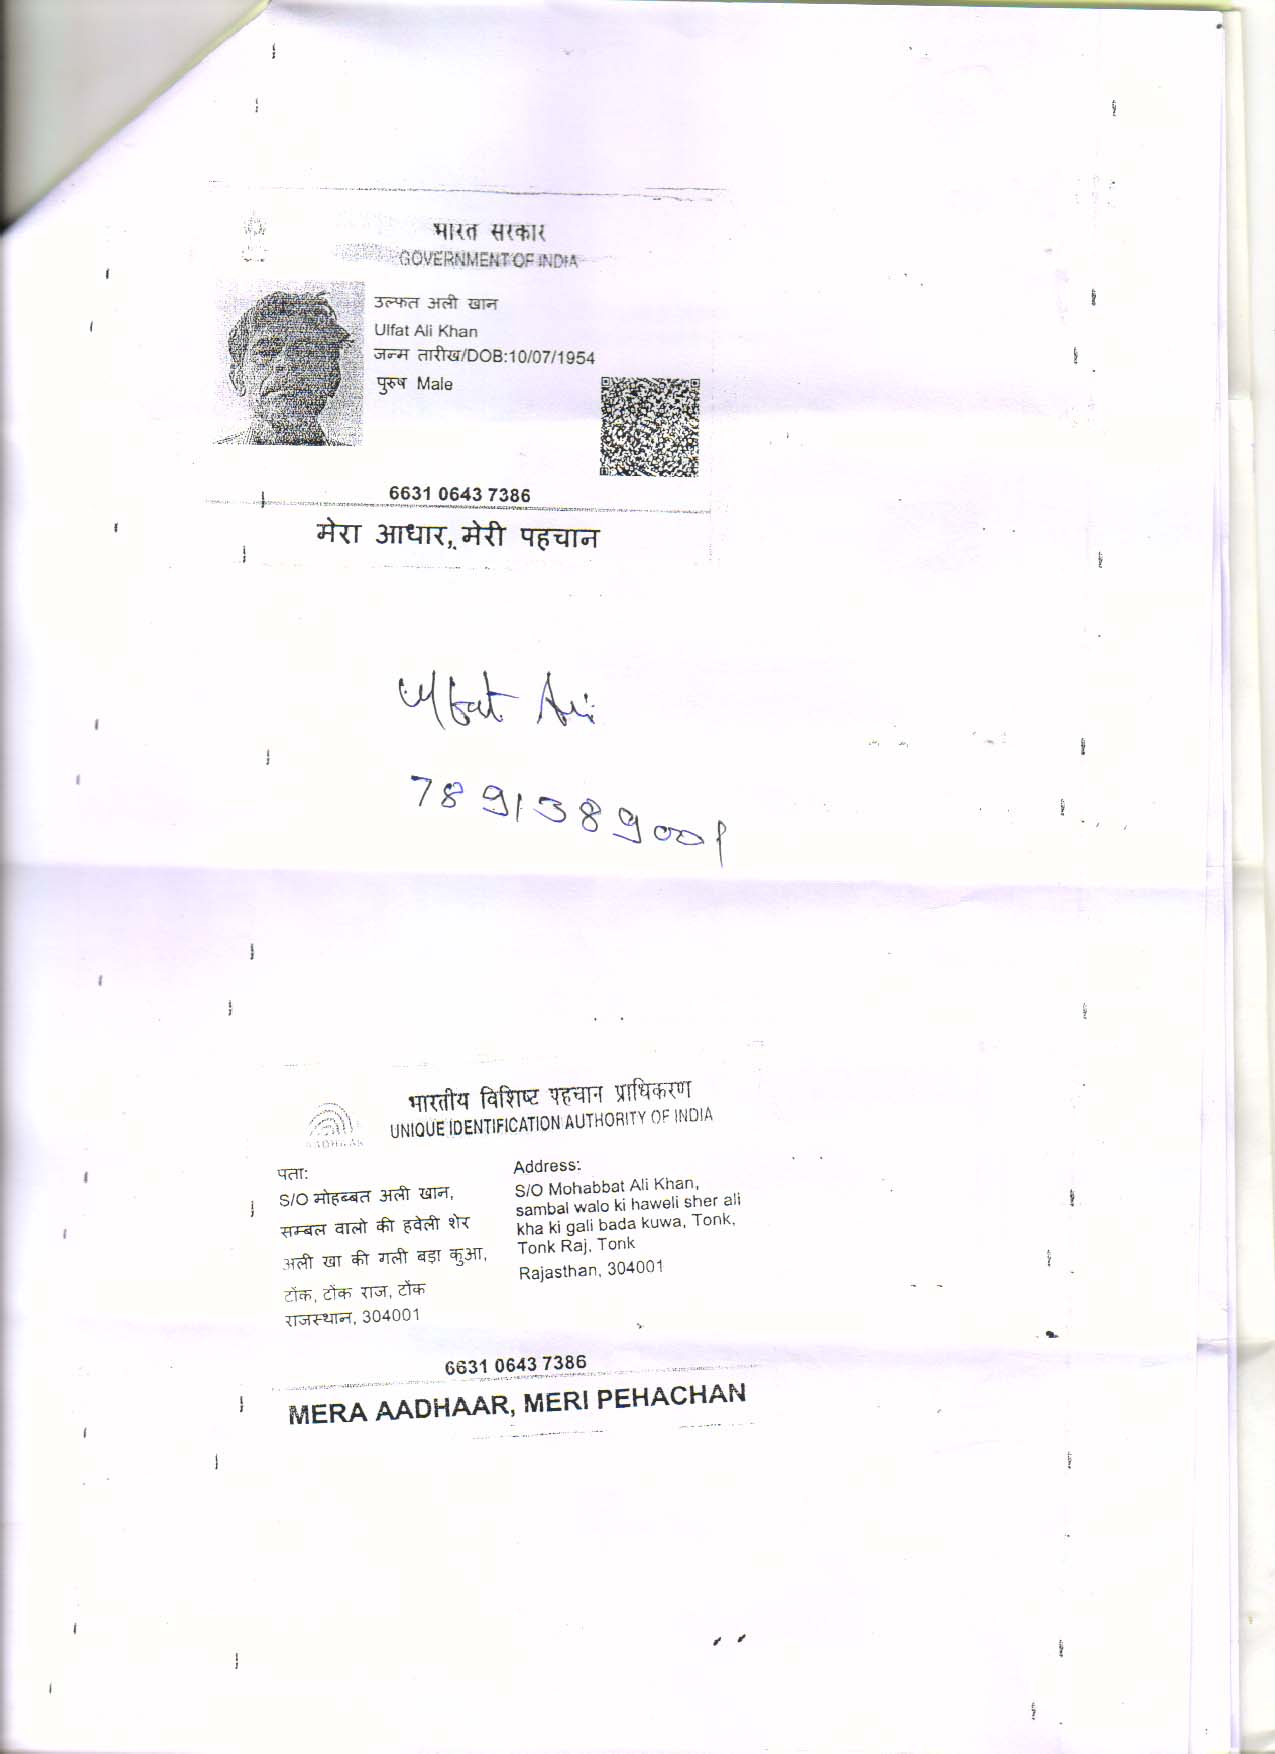 भारत सरकार
GOVERNMENT OF INDIA
उल्फत अली खान
Ulfat Ali Khan
जन्म तारीख/DOB:10/07/1954
पुरुष Male
6631 0643 7386
मेरा आधार, मेरी पहचान
Ulfat Ali
7891389001
भारतीय विशिष्ट पहचान प्राधिकरण
UNIQUE IDENTIFICATION AUTHORITY OF INDIA
AADHAAR
पता:
S/O मोहब्बत अली खान,
सम्बल वालो की हवेली शेर
अली खा की गली बड़ा कुआ,
टोंक, टोंक राज, टोंक
राजस्थान, 304001
Address:
S/O Mohabbat Ali Khan,
sambal walo ki haweli sher ali
kha ki gali bada kuwa, Tonk,
Tonk Raj, Tonk
Rajasthan, 304001
6631 0643 7386
MERA AADHAAR, MERI PEHACHAN